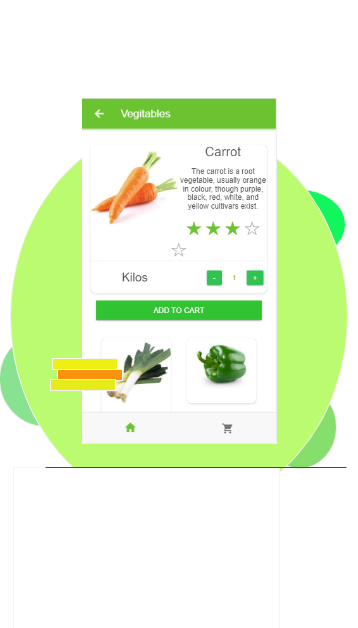 Vegitables
Carrot
The carrot is a root
vegetable, usually orange
in colour, though purple,
black, red, white, and
yellow cultivars exist.
Kilos
- 1 +
ADD TO CART